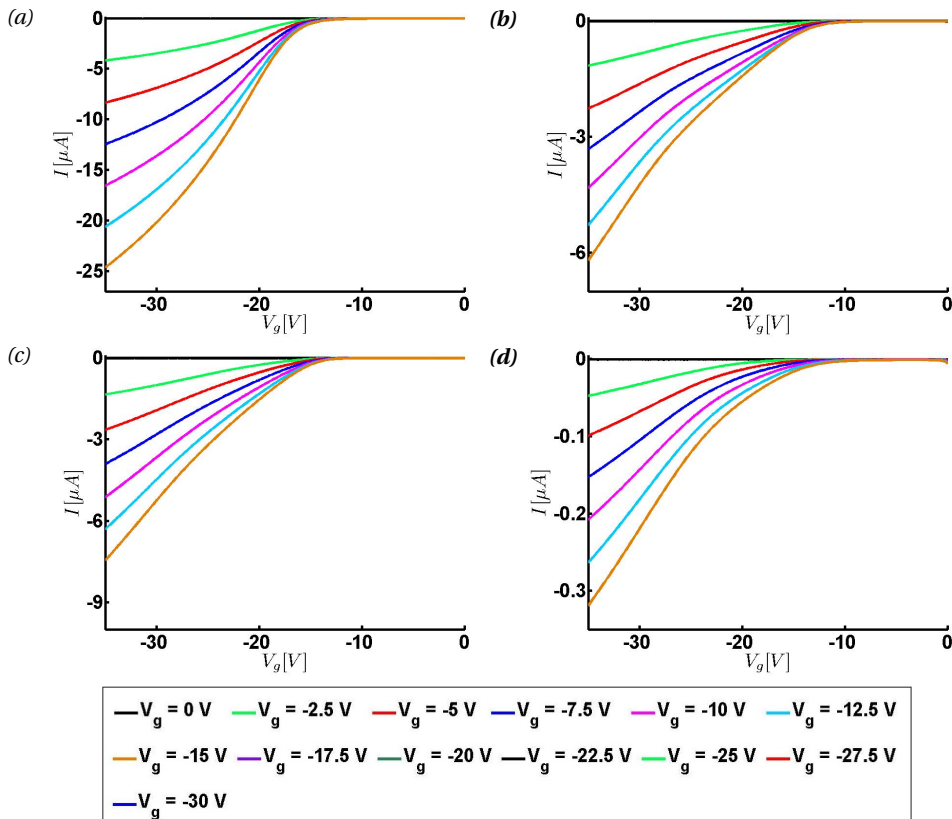 (a)
0
-5
-10
-15
-20
-25
I [μA]
-30 -20 -10 0
V_g[V]
(b)
0
-3
-6
I [μA]
-30 -20 -10 0
V_g[V]
(c)
0
-3
-6
-9
I [μA]
-30 -20 -10 0
V_g[V]
(d)
0
-0.1
-0.2
-0.3
I [μA]
-30 -20 -10 0
V_g[V]
V_g = 0 V V_g = -2.5 V V_g = -5 V V_g = -7.5 V V_g = -10 V V_g = -12.5 V
V_g = -15 V V_g = -17.5 V V_g = -20 V V_g = -22.5 V V_g = -25 V V_g = -27.5 V
V_g = -30 V